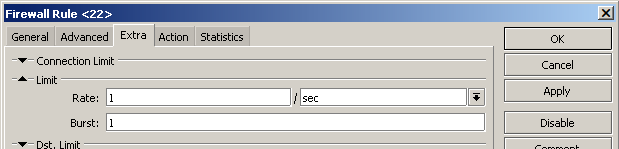 Firewall Rule <22>
General Advanced Extra Action Statistics
OK
Connection Limit
Cancel
Limit
Rate: 1 / sec
Apply
Burst: 1
Disable
Dst. Limit
Comment